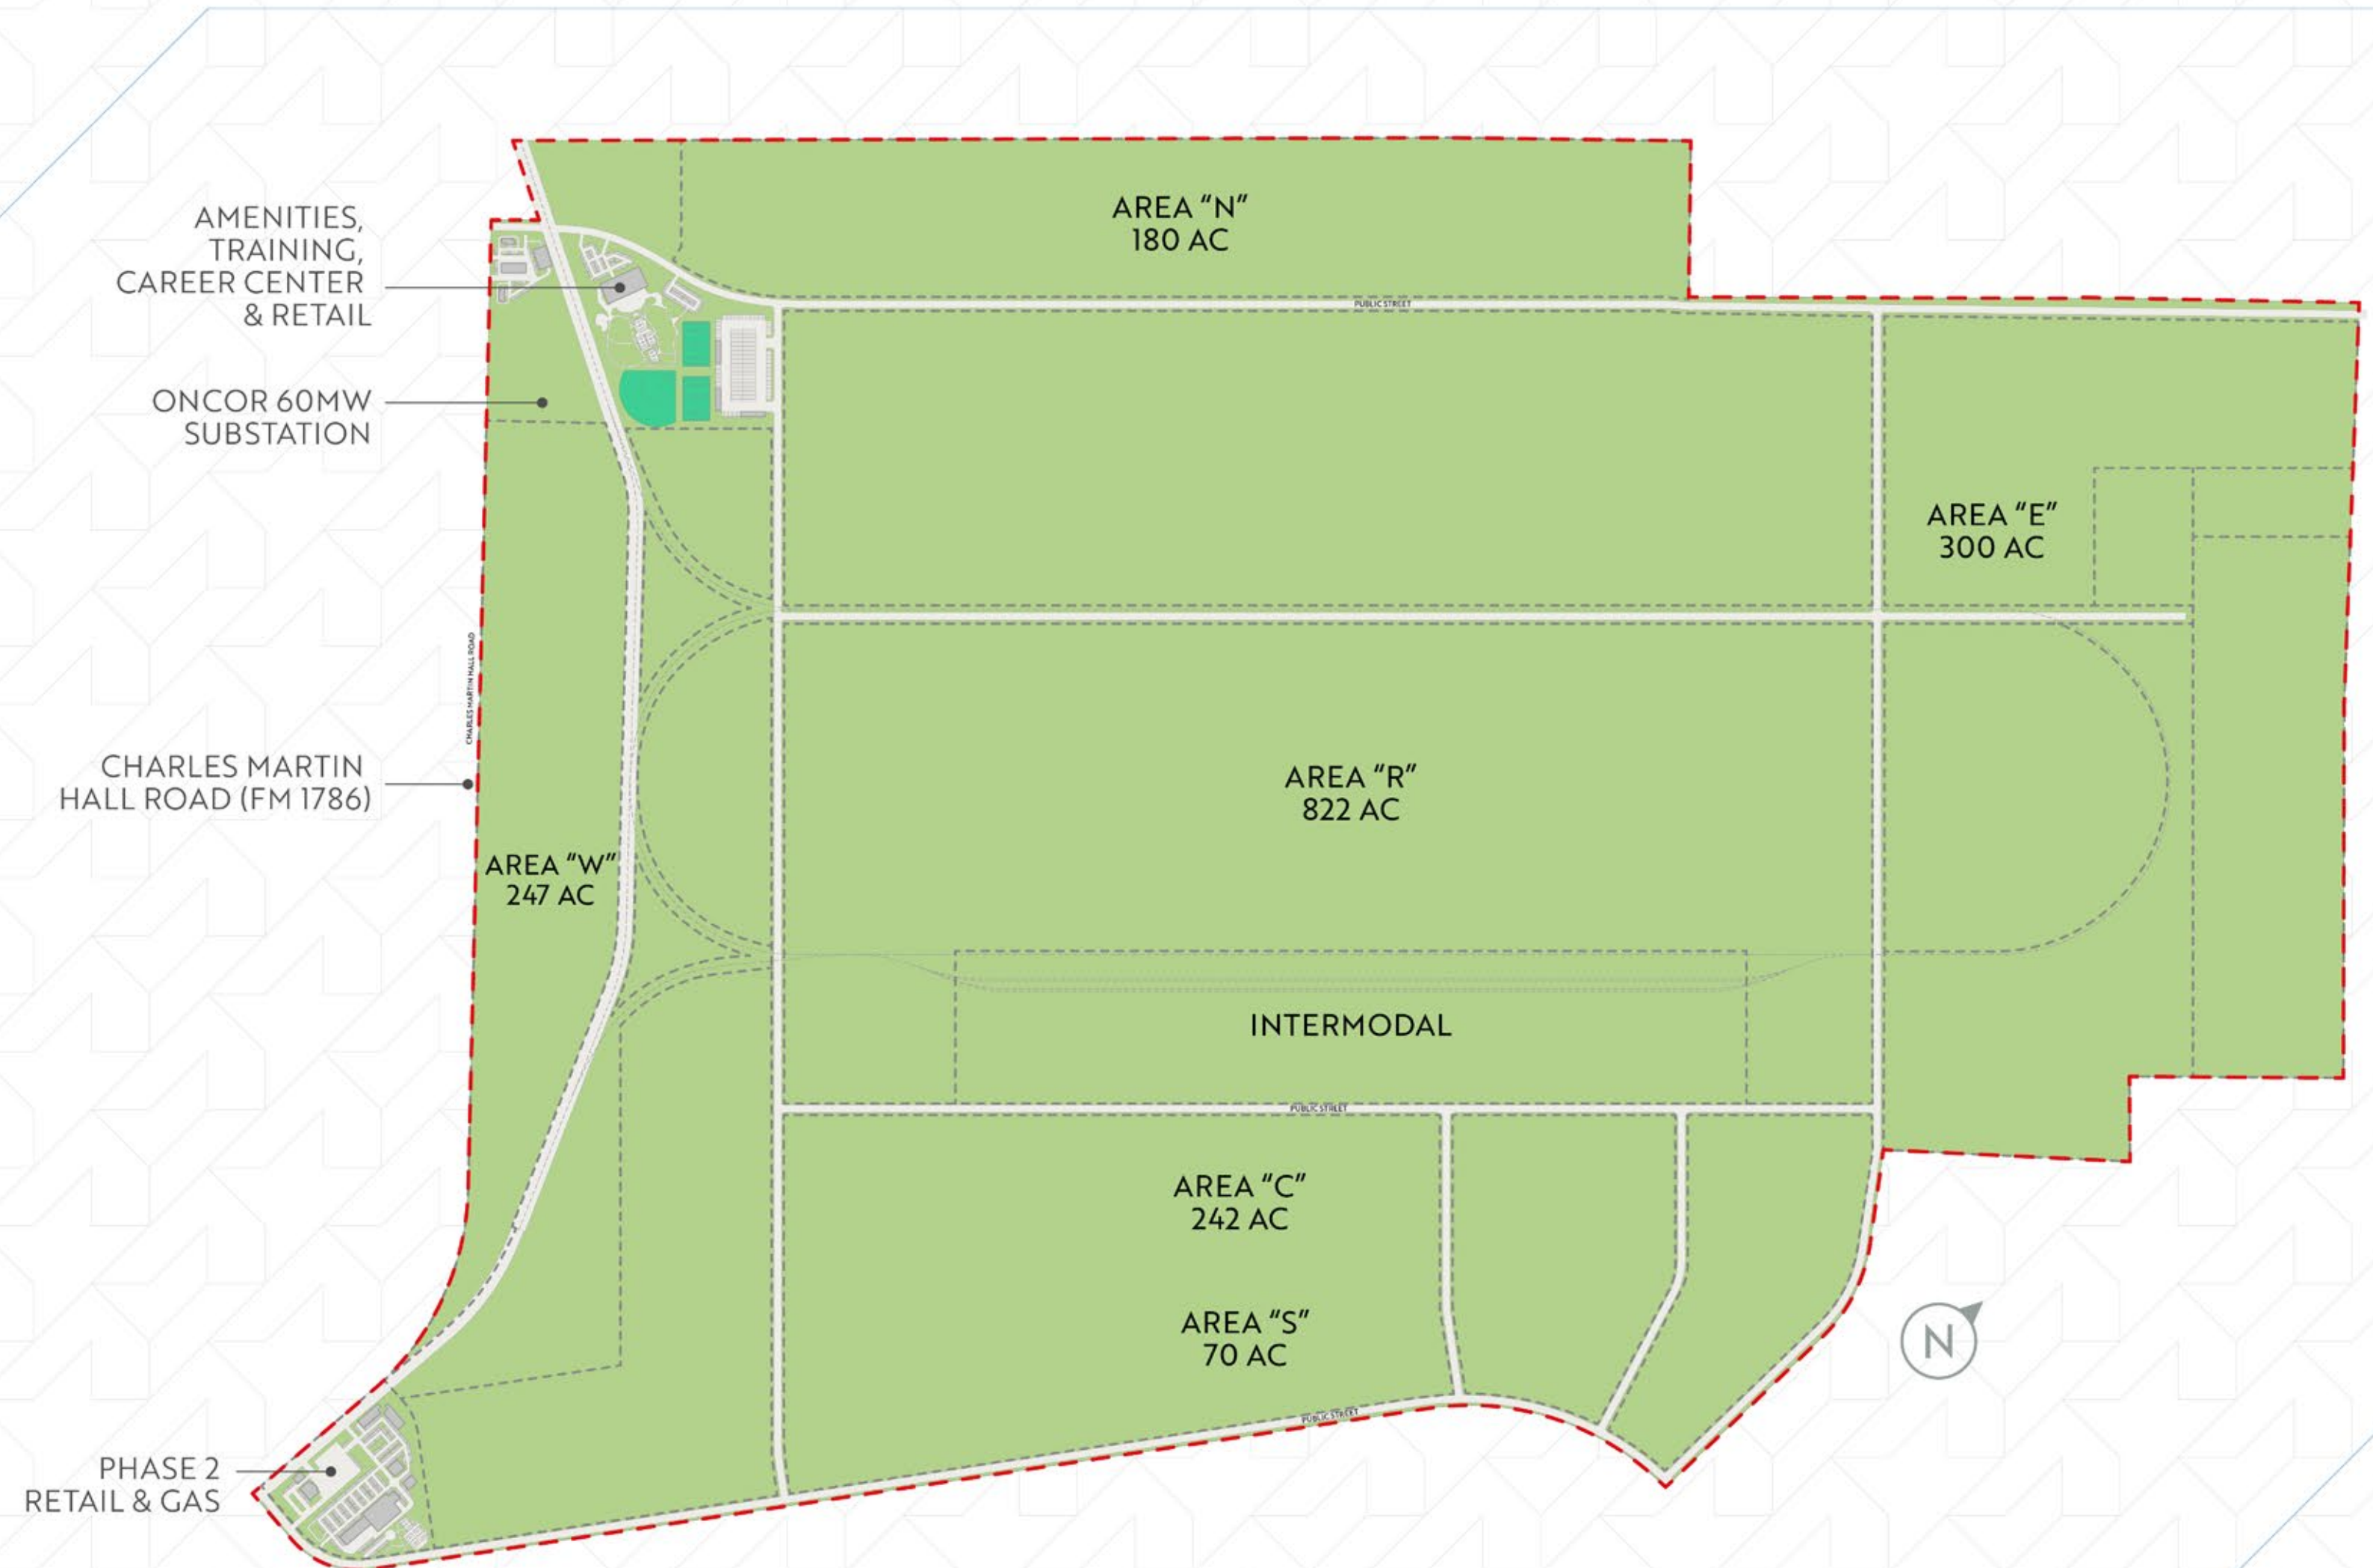 AREA “N”
180 AC
AMENITIES,
TRAINING,
CAREER CENTER
& RETAIL
PUBLIC STREET
ONCOR 60MW
SUBSTATION
AREA “E”
300 AC
CHARLES MARTIN HALL ROAD
CHARLES MARTIN
HALL ROAD (FM 1786)
AREA “R”
822 AC
AREA “W”
247 AC
INTERMODAL
PUBLIC STREET
AREA “C”
242 AC
AREA “S”
70 AC
N
PUBLIC STREET
PHASE 2
RETAIL & GAS